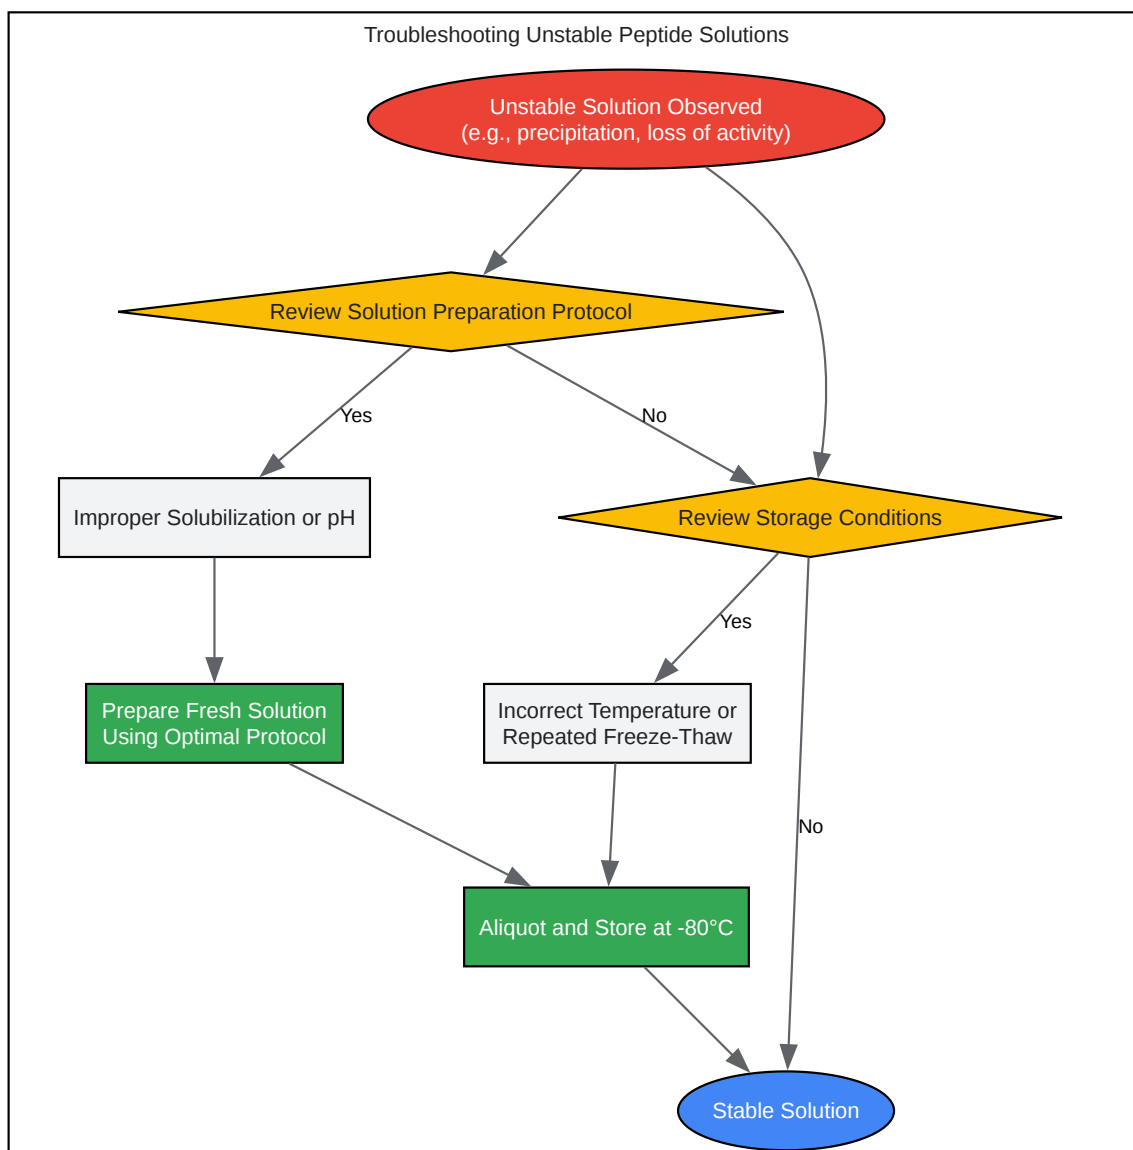 Troubleshooting Unstable Peptide Solutions
Unstable Solution Observed
(e.g., precipitation, loss of activity)
Review Solution Preparation Protocol
Yes
No
Improper Solubilization or pH
Review Storage Conditions
Yes
Prepare Fresh Solution
Using Optimal Protocol
Incorrect Temperature or
Repeated Freeze-Thaw
No
Aliquot and Store at -80°C
Stable Solution